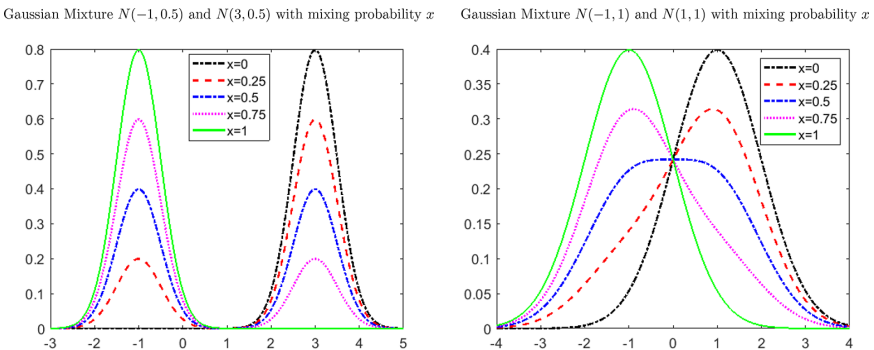 Gaussian Mixture N(−1, 0.5) and N(3, 0.5) with mixing probability x
0.8
0.7
0.6
0.5
0.4
0.3
0.2
0.1
0
-3 -2 -1 0 1 2 3 4 5
x=0
x=0.25
x=0.5
x=0.75
x=1
Gaussian Mixture N(−1, 1) and N(1, 1) with mixing probability x
0.4
0.35
0.3
0.25
0.2
0.15
0.1
0.05
0
-4 -3 -2 -1 0 1 2 3 4
x=0
x=0.25
x=0.5
x=0.75
x=1